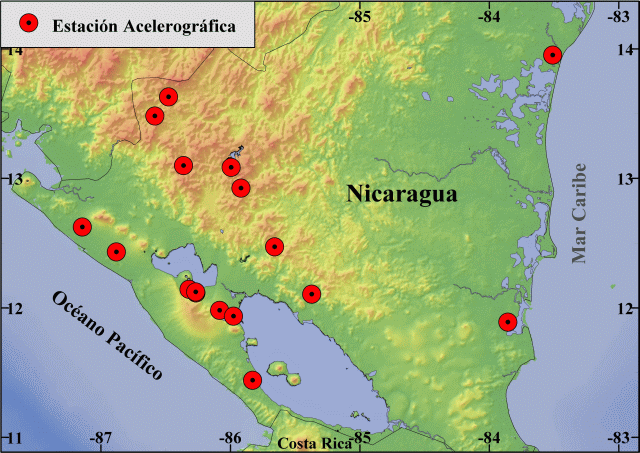 -85 -84 -83
Estación Acelerográfica
14 14
13 13
Nicaragua
Mar Caribe
12 12
Océano Pacífico
11 -87 -86 -85 -84 11
Costa Rica